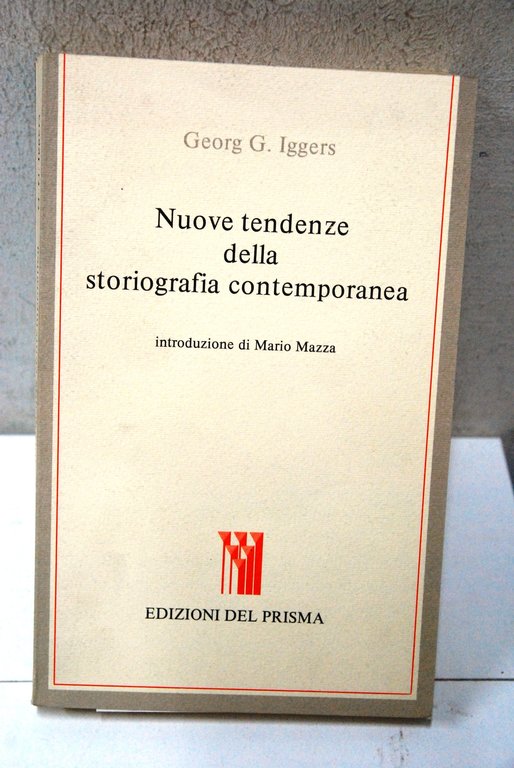 Georg G. Iggers
Nuove tendenze
della
storiografia contemporanea
introduzione di Mario Mazza
EDIZIONI DEL PRISMA